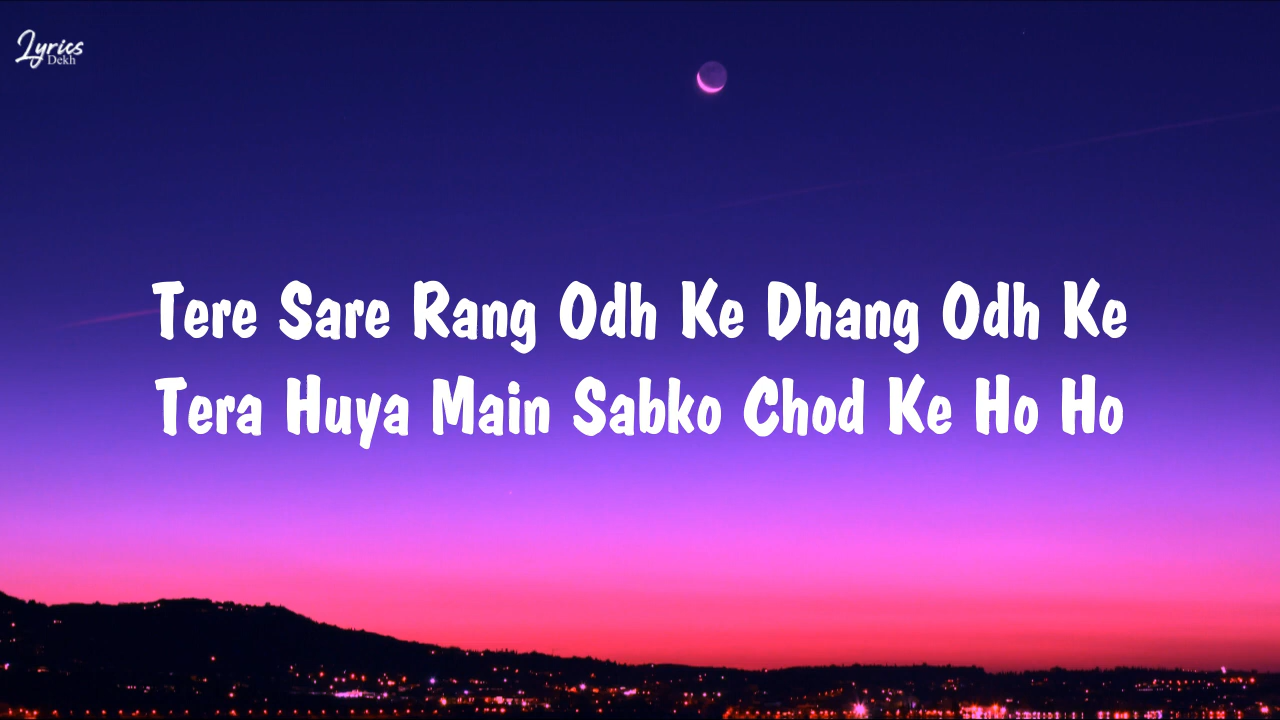 Lyrics
Dekh
Tere Sare Rang Odh Ke Dhang Odh Ke
Tera Huya Main Sabko Chod Ke Ho Ho